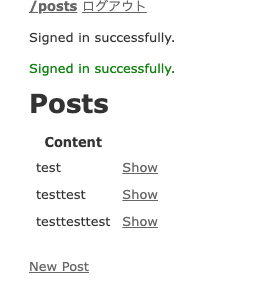 /posts ログアウト
Signed in successfully.
Signed in successfully.
Posts
Content
test Show
testtest Show
testtesttest Show
New Post